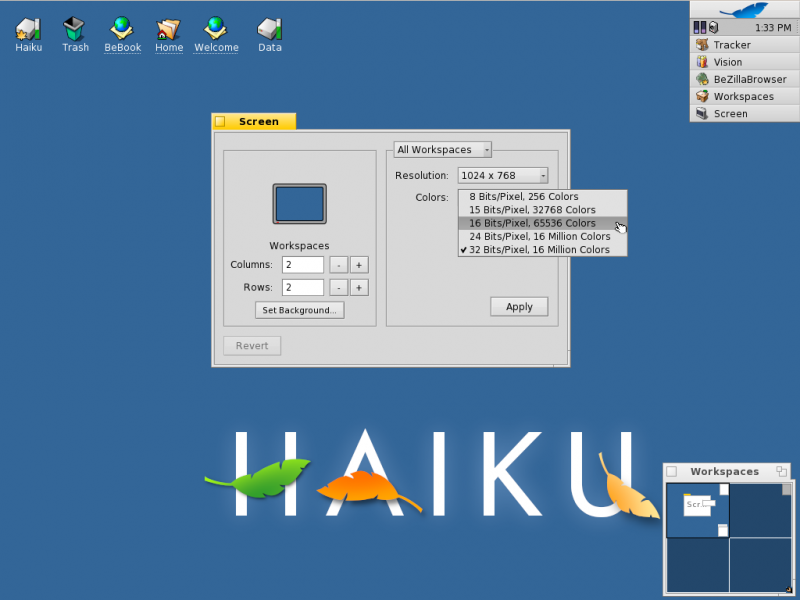 Haiku
Trash
BeBook
Home
Welcome
Data
1:33 PM
Tracker
Vision
BeZillaBrowser
Workspaces
Screen
Screen
All Workspaces
Resolution: 1024 x 768
Colors:
8 Bits/Pixel, 256 Colors
15 Bits/Pixel, 32768 Colors
16 Bits/Pixel, 65536 Colors
24 Bits/Pixel, 16 Million Colors
✔32 Bits/Pixel, 16 Million Colors
Workspaces
Columns: 2 - +
Rows: 2 - +
Set Background...
Apply
Revert
HAIKU
Workspaces
Scr...